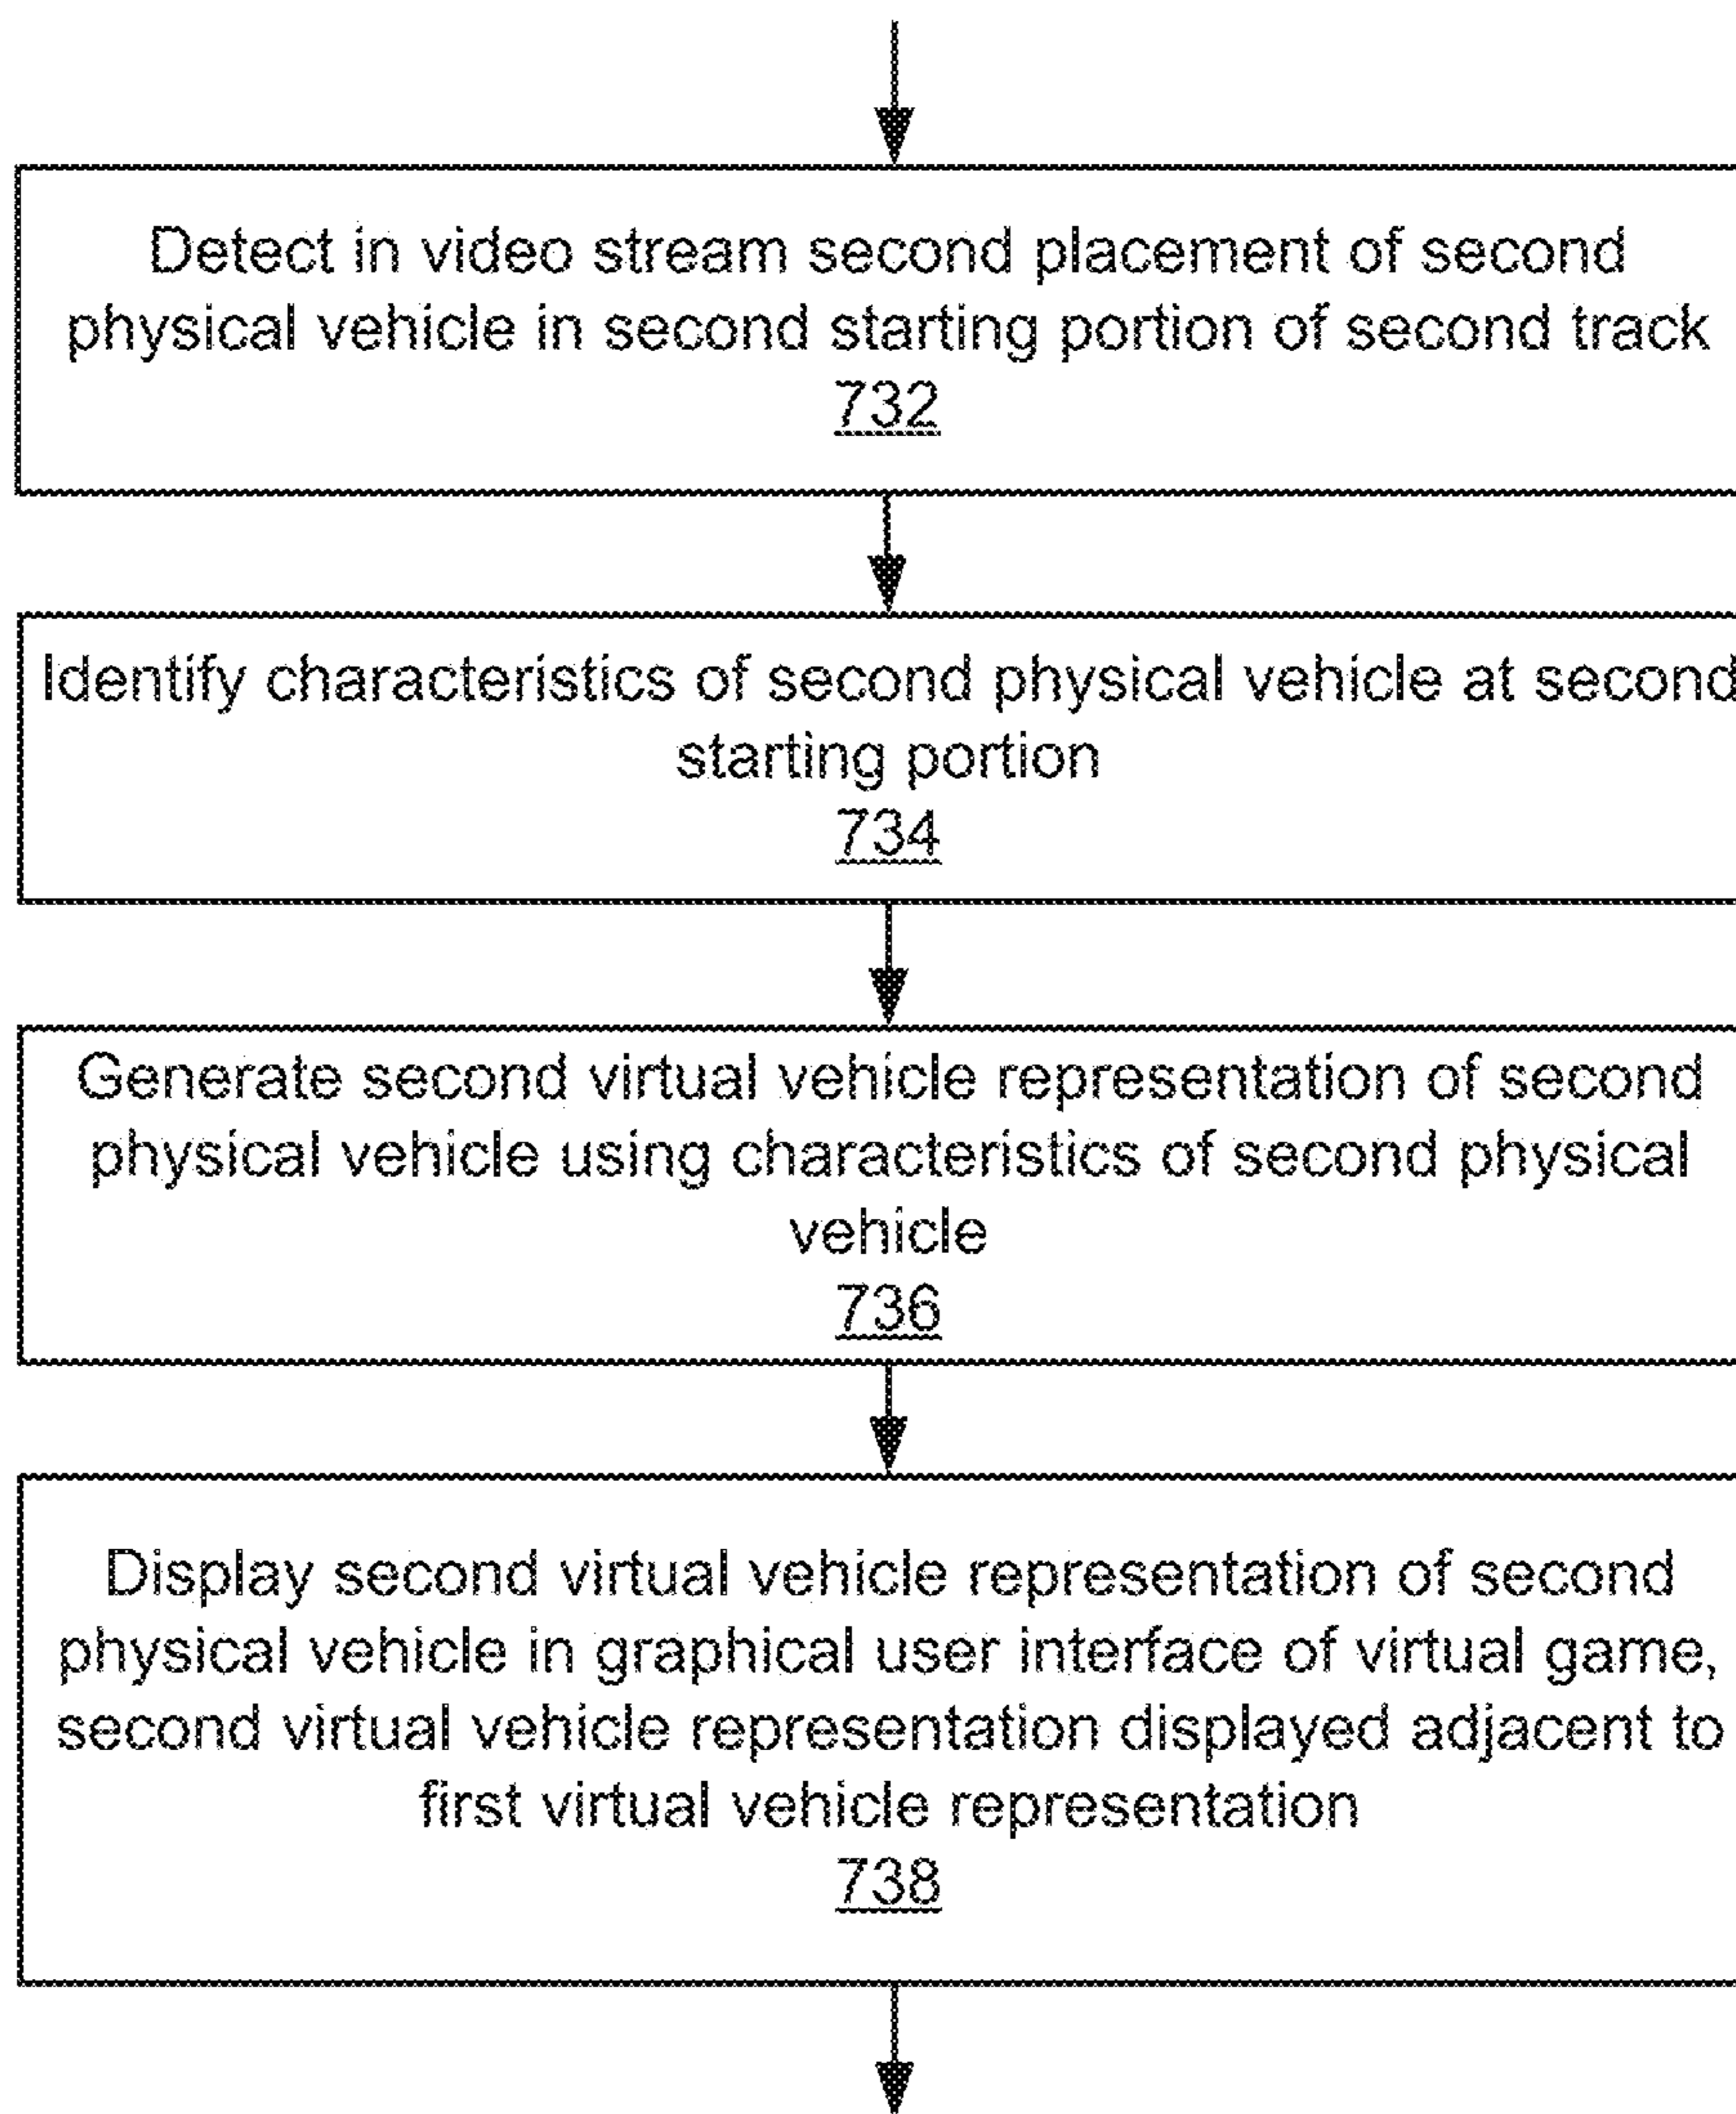 Detect in video stream second placement of second
physical vehicle in second starting portion of second track
732
Identify characteristics of second physical vehicle at second
starting portion
734
Generate second virtual vehicle representation of second
physical vehicle using characteristics of second physical
vehicle
736
Display second virtual vehicle representation of second
physical vehicle in graphical user interface of virtual game,
second virtual vehicle representation displayed adjacent to
first virtual vehicle representation
738